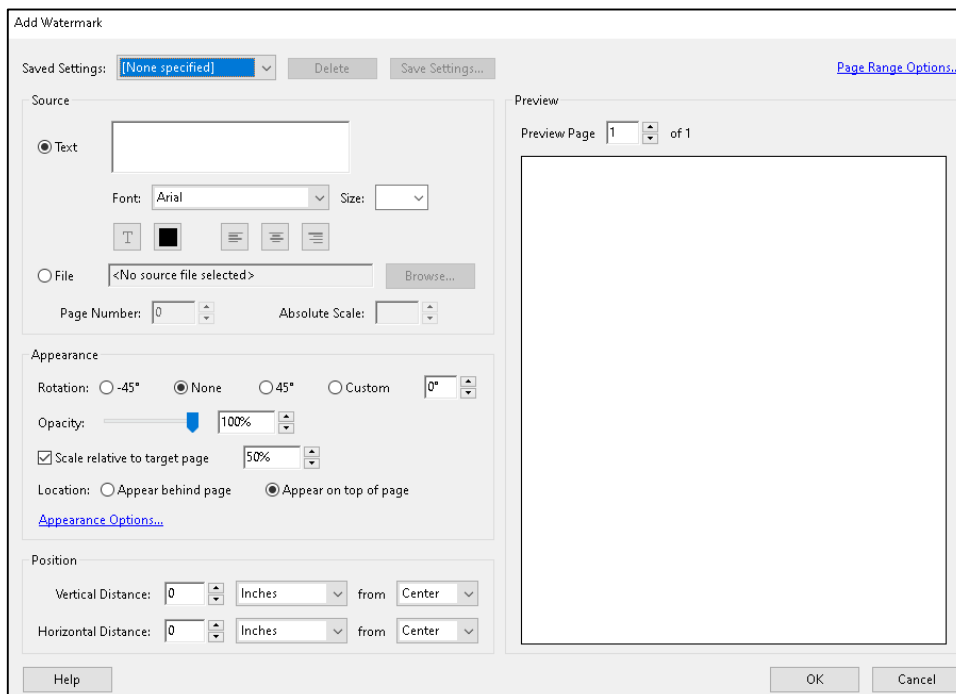 Add Watermark
Saved Settings: [None specified] Delete Save Settings... Page Range Options...
Source
Text
Font: Arial Size:
T
File <No source file selected> Browse...
Page Number: 0 Absolute Scale:
Appearance
Rotation: -45° None 45° Custom 0°
Opacity: 100%
Scale relative to target page 50%
Location: Appear behind page Appear on top of page
Appearance Options...
Position
Vertical Distance: 0 Inches from Center
Horizontal Distance: 0 Inches from Center
Preview
Preview Page 1 of 1
Help OK Cancel